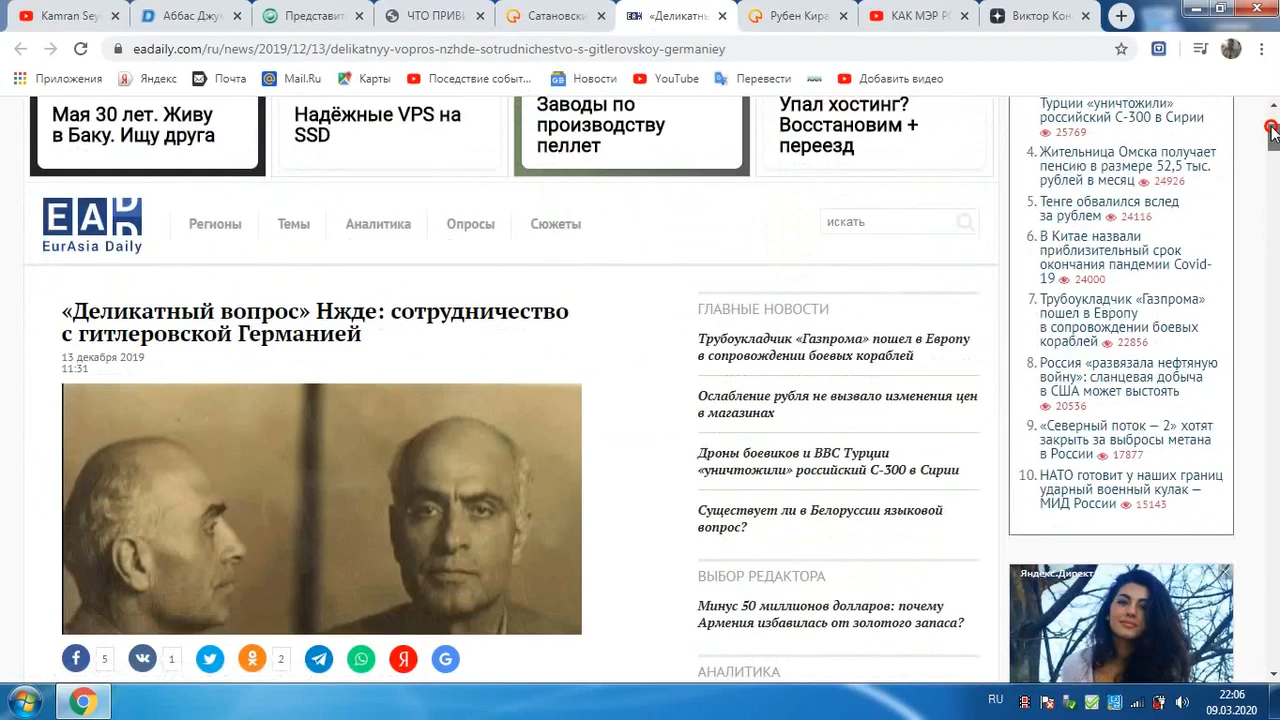 Kamran Sey
Аббас Джу
Представит
ЧТО ПРИВІ
Сатановс
«Деликатн
Рубен Кира
КАК МЭР Р
Виктор Кон
eadaily.com/ru/news/2019/12/13/delikatnyy-vopros-nzhde-sotrudnichestvo-s-gitlerovskoy-germaniey
Приложения
Яндекс
Почта
Mail.Ru
Карты
Последствие событ...
Новости
YouTube
Перевести
Добавить видео
Мая 30 лет. Живу
в Баку. Ищу друга
Надёжные VPS на
SSD
Заводы по
производству
пеллет
Упал хостинг?
Восстановим +
переезд
EAD
EurAsia Daily
Регионы
Темы
Аналитика
Опросы
Сюжеты
искать
«Деликатный вопрос» Нжде: сотрудничество
с гитлеровской Германией
13 декабря 2019
11:31
5
1
2
ГЛАВНЫЕ НОВОСТИ
Трубоукладчик «Газпрома» пошел в Европу
в сопровождении боевых кораблей
Ослабление рубля не вызвало изменения цен
в магазинах
Дроны боевиков и ВВС Турции
«уничтожили» российский С-300 в Сирии
Существует ли в Белоруссии языковой
вопрос?
ВЫБОР РЕДАКТОРА
Минус 50 миллионов долларов: почему
Армения избавилась от золотого запаса?
АНАЛИТИКА
Турции «уничтожили»
российский С-300 в Сирии
25769
4. Жительница Омска получает
пенсию в размере 52,5 тыс.
рублей в месяц 24926
5. Тенге обвалился вслед
за рублем 24116
6. В Китае назвали
приблизительный срок
окончания пандемии Covid-
19 24000
7. Трубоукладчик «Газпрома»
пошел в Европу
в сопровождении боевых
кораблей 22856
8. Россия «развязала нефтяную
войну»: сланцевая добыча
в США может выстоять
20536
9. «Северный поток — 2» хотят
закрыть за выбросы метана
в России 17877
10. НАТО готовит у наших границ
ударный военный кулак —
МИД России 15143
Яндекс.Директ
RU
22:06
09.03.2020